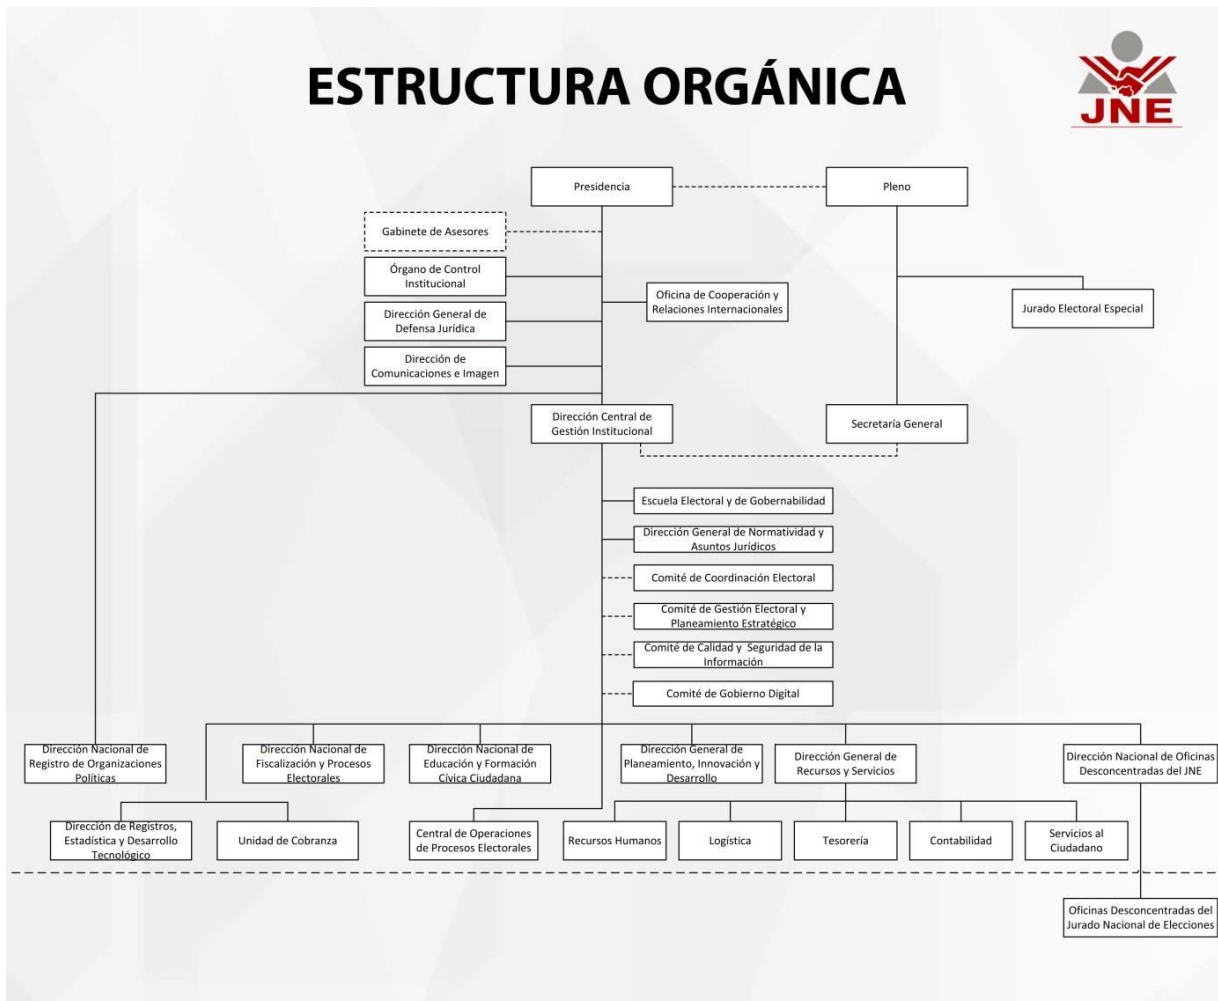 ESTRUCTURA ORGÁNICA
JNE
Presidencia
Pleno
Gabinete de Asesores
Órgano de Control
Institucional
Oficina de Cooperación y
Relaciones Internacionales
Jurado Electoral Especial
Dirección General de
Defensa Jurídica
Dirección de
Comunicaciones e Imagen
Dirección Central de
Gestión Institucional
Secretaría General
Escuela Electoral y de Gobernabilidad
Dirección General de Normatividad y
Asuntos Jurídicos
Comité de Coordinación Electoral
Comité de Gestión Electoral y
Planeamiento Estratégico
Comité de Calidad y Seguridad de la
Información
Comité de Gobierno Digital
Dirección Nacional de
Registro de Organizaciones
Políticas
Dirección Nacional de
Fiscalización y Procesos
Electorales
Dirección Nacional de
Educación y Formación
Cívica Ciudadana
Dirección General de
Planeamiento, Innovación y
Desarrollo
Dirección General de
Recursos y Servicios
Dirección Nacional de Oficinas
Desconcentradas del JNE
Dirección de Registros,
Estadística y Desarrollo
Tecnológico
Unidad de Cobranza
Central de Operaciones
de Procesos Electorales
Recursos Humanos
Logística
Tesorería
Contabilidad
Servicios al
Ciudadano
Oficinas Desconcentradas del
Jurado Nacional de Elecciones